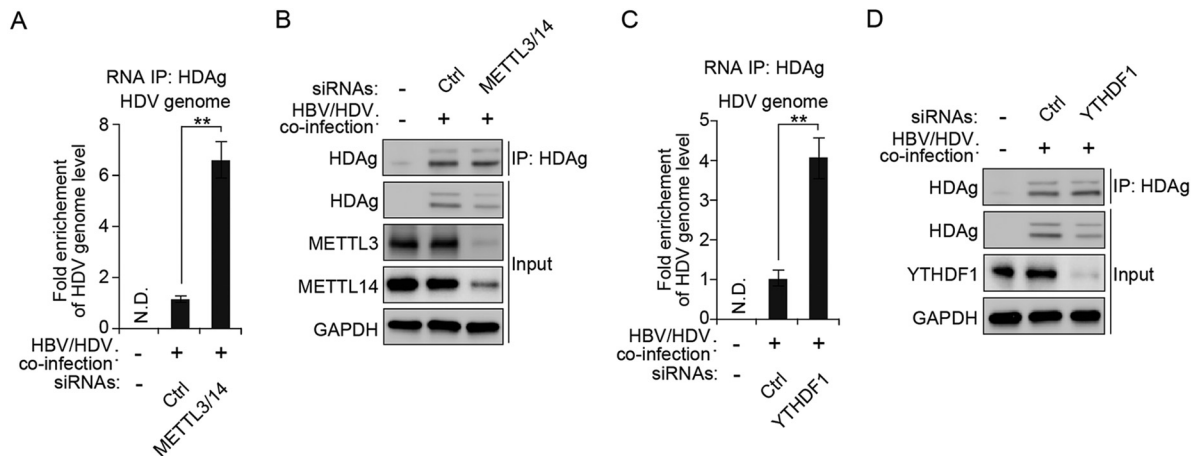 A
RNA IP: HDAg
HDV genome
Fold enrichement
of HDV genome level
8
6
4
2
0
**
N.D.
HBV/HDV
co-infection:
- + +
siRNAs:
- Ctrl METTL3/14
B
siRNAs: - Ctrl METTL3/14
HBV/HDV
co-infection: - + +
HDAg IP: HDAg
HDAg
METTL3
METTL14
GAPDH
Input
C
RNA IP: HDAg
HDV genome
Fold enrichement
of HDV genome level
5
4
3
2
1
0
**
N.D.
HBV/HDV
co-infection:
- + +
siRNAs:
- Ctrl YTHDF1
D
siRNAs: - Ctrl YTHDF1
HBV/HDV
co-infection: - + +
HDAg IP: HDAg
HDAg
YTHDF1
GAPDH
Input